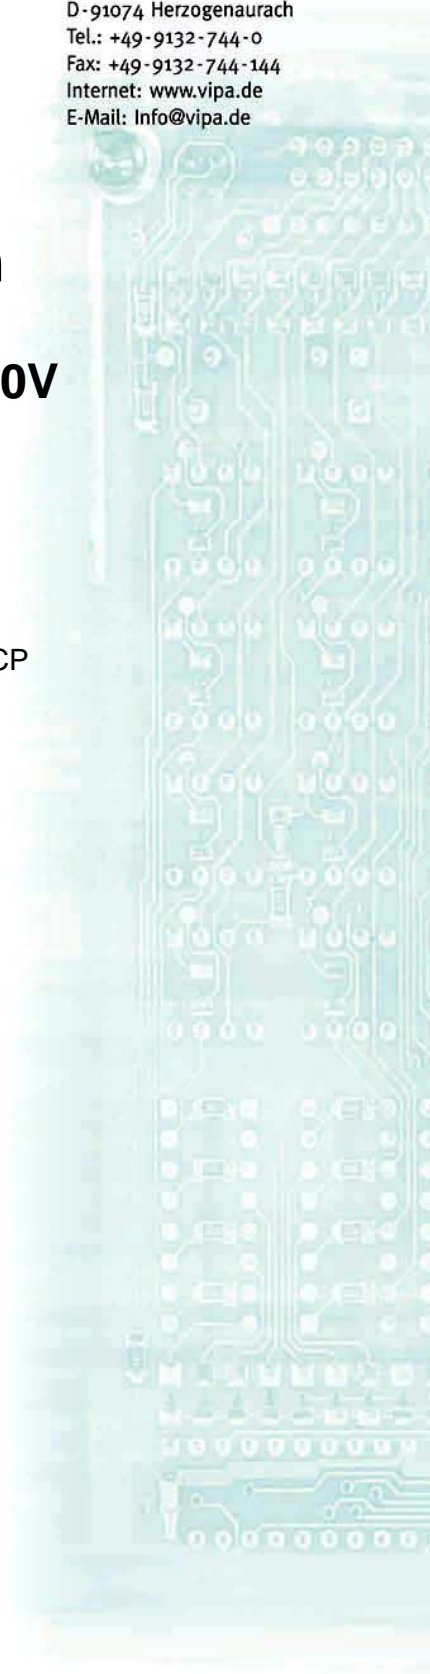 D-91074 Herzogenaurach
Tel.: +49-9132-744-0
Fax: +49-9132-744-144
Internet: www.vipa.de
E-Mail: Info@vipa.de
0V
CP